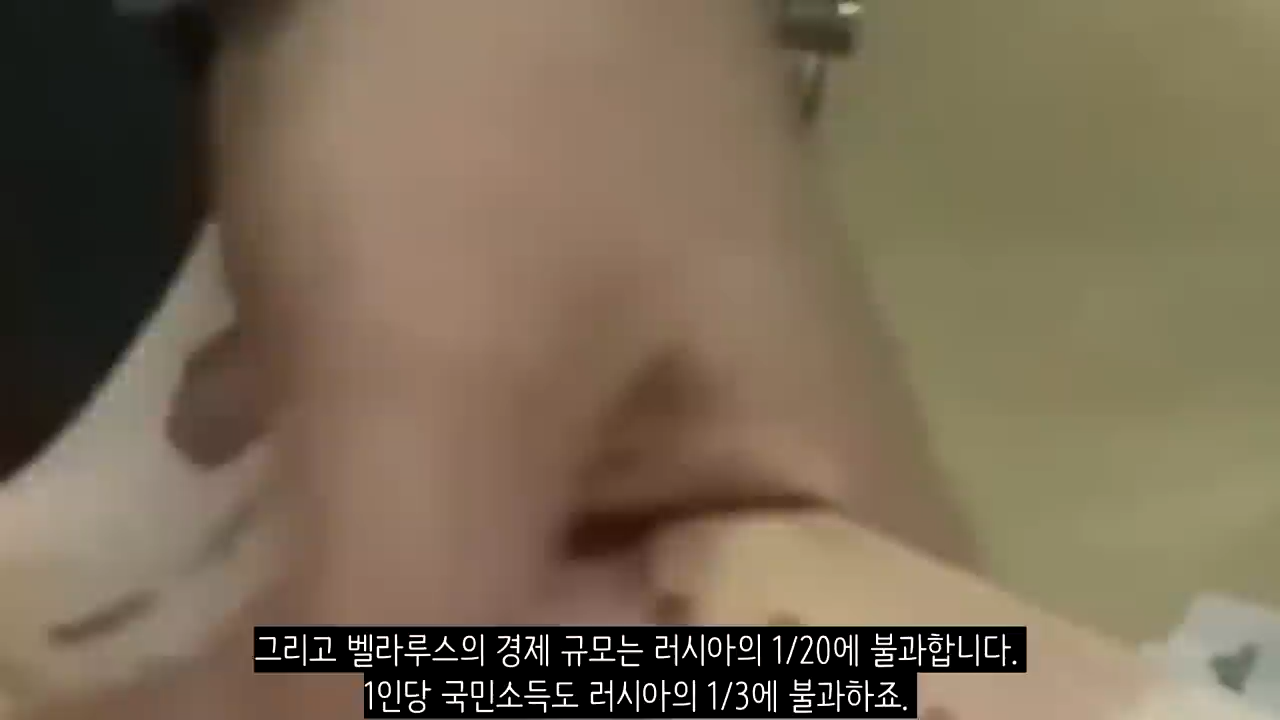 그리고 벨라루스의 경제 규모는 러시아의 1/20에 불과합니다.
1인당 국민소득도 러시아의 1/3에 불과하죠.